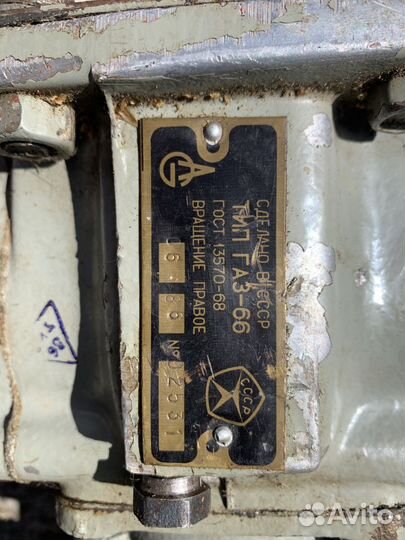 СДЕЛАНО В СССР
ТИП ГАЗ-66
ГОСТ 13570-68
ВРАЩЕНИЕ ПРАВОЕ
6.86 №
СССР
Avito